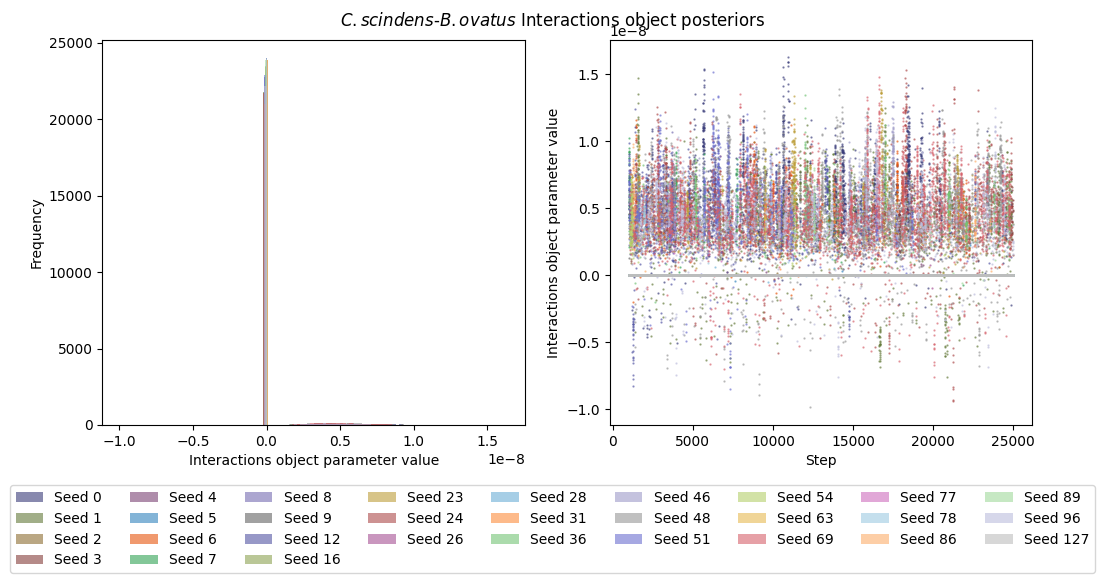 C.scindens-B.ovatus Interactions object posteriors
25000
20000
15000
10000
5000
0
Frequency
−1.0 −0.5 0.0 0.5 1.0 1.5
1e−8
Interactions object parameter value
1e−8
1.5
1.0
0.5
0.0
−0.5
−1.0
Interactions object parameter value
0 5000 10000 15000 20000 25000
Step
Seed 0 Seed 4 Seed 8 Seed 23 Seed 28 Seed 46 Seed 54 Seed 77 Seed 89
Seed 1 Seed 5 Seed 9 Seed 24 Seed 31 Seed 48 Seed 63 Seed 78 Seed 96
Seed 2 Seed 6 Seed 12 Seed 26 Seed 36 Seed 51 Seed 69 Seed 86 Seed 127
Seed 3 Seed 7 Seed 16